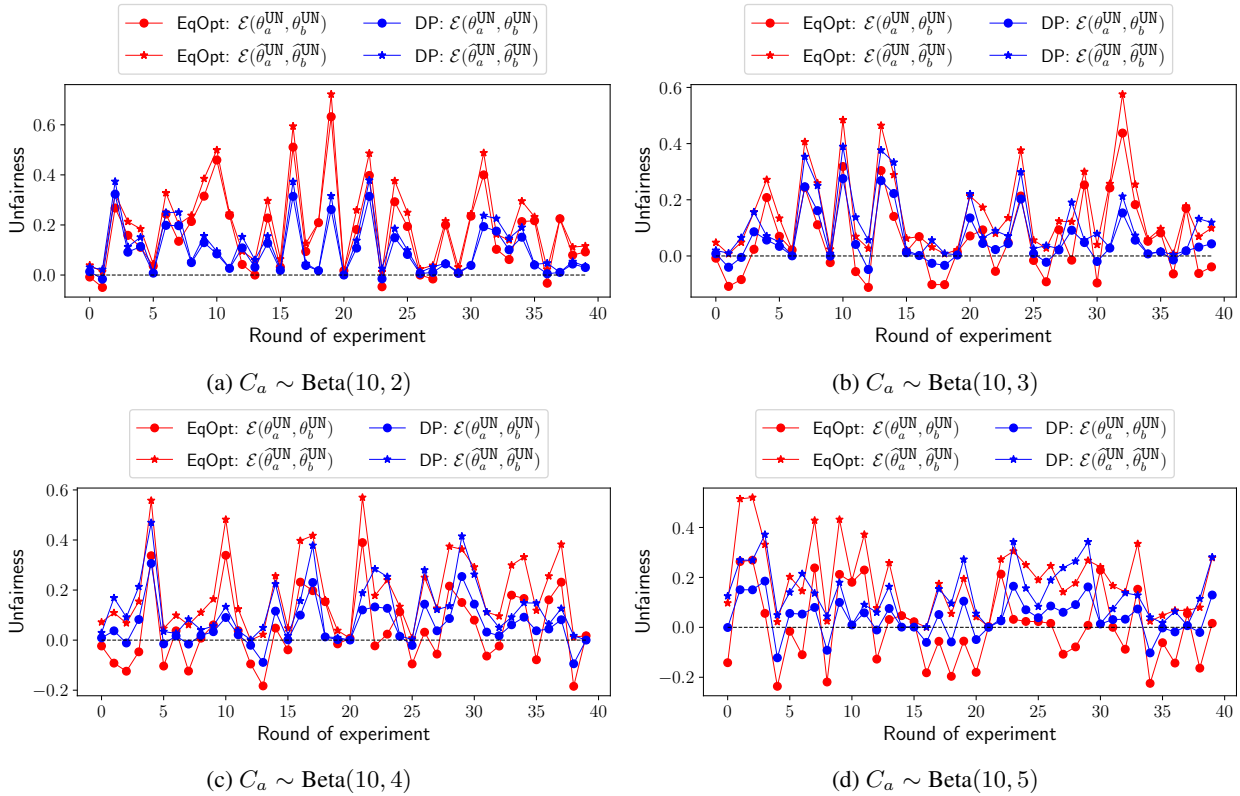 EqOpt: ℰ(θ_a^UN, θ_b^UN) DP: ℰ(θ_a^UN, θ_b^UN)
EqOpt: ℰ(θ̂_a^UN, θ̂_b^UN) DP: ℰ(θ̂_a^UN, θ̂_b^UN)
Unfairness
0.6
0.4
0.2
0.0
0 5 10 15 20 25 30 35 40
Round of experiment
(a) C_a ∼ Beta(10, 2)
EqOpt: ℰ(θ_a^UN, θ_b^UN) DP: ℰ(θ_a^UN, θ_b^UN)
EqOpt: ℰ(θ̂_a^UN, θ̂_b^UN) DP: ℰ(θ̂_a^UN, θ̂_b^UN)
Unfairness
0.6
0.4
0.2
0.0
0 5 10 15 20 25 30 35 40
Round of experiment
(b) C_a ∼ Beta(10, 3)
EqOpt: ℰ(θ_a^UN, θ_b^UN) DP: ℰ(θ_a^UN, θ_b^UN)
EqOpt: ℰ(θ̂_a^UN, θ̂_b^UN) DP: ℰ(θ̂_a^UN, θ̂_b^UN)
Unfairness
0.6
0.4
0.2
0.0
−0.2
0 5 10 15 20 25 30 35 40
Round of experiment
(c) C_a ∼ Beta(10, 4)
EqOpt: ℰ(θ_a^UN, θ_b^UN) DP: ℰ(θ_a^UN, θ_b^UN)
EqOpt: ℰ(θ̂_a^UN, θ̂_b^UN) DP: ℰ(θ̂_a^UN, θ̂_b^UN)
Unfairness
0.4
0.2
0.0
−0.2
0 5 10 15 20 25 30 35 40
Round of experiment
(d) C_a ∼ Beta(10, 5)